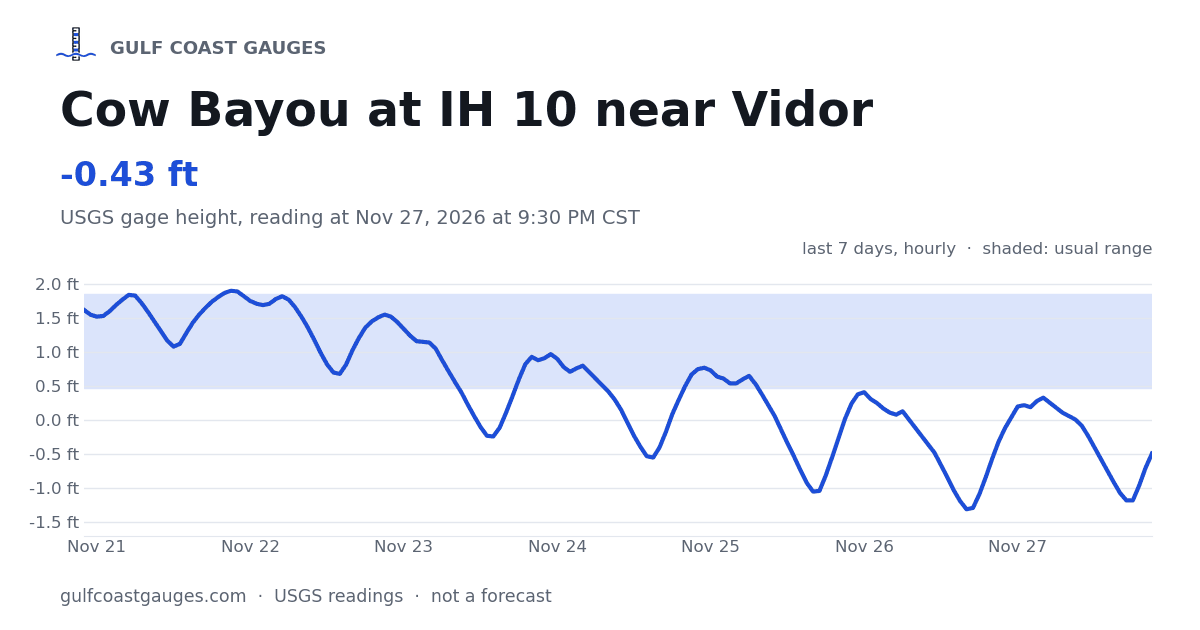 GULF COAST GAUGES
Cow Bayou at IH 10 near Vidor
-0.43 ft
USGS gage height, reading at Nov 27, 2026 at 9:30 PM CST
last 7 days, hourly · shaded: usual range
2.0 ft
1.5 ft
1.0 ft
0.5 ft
0.0 ft
-0.5 ft
-1.0 ft
-1.5 ft
Nov 21 Nov 22 Nov 23 Nov 24 Nov 25 Nov 26 Nov 27
gulfcoastgauges.com · USGS readings · not a forecast